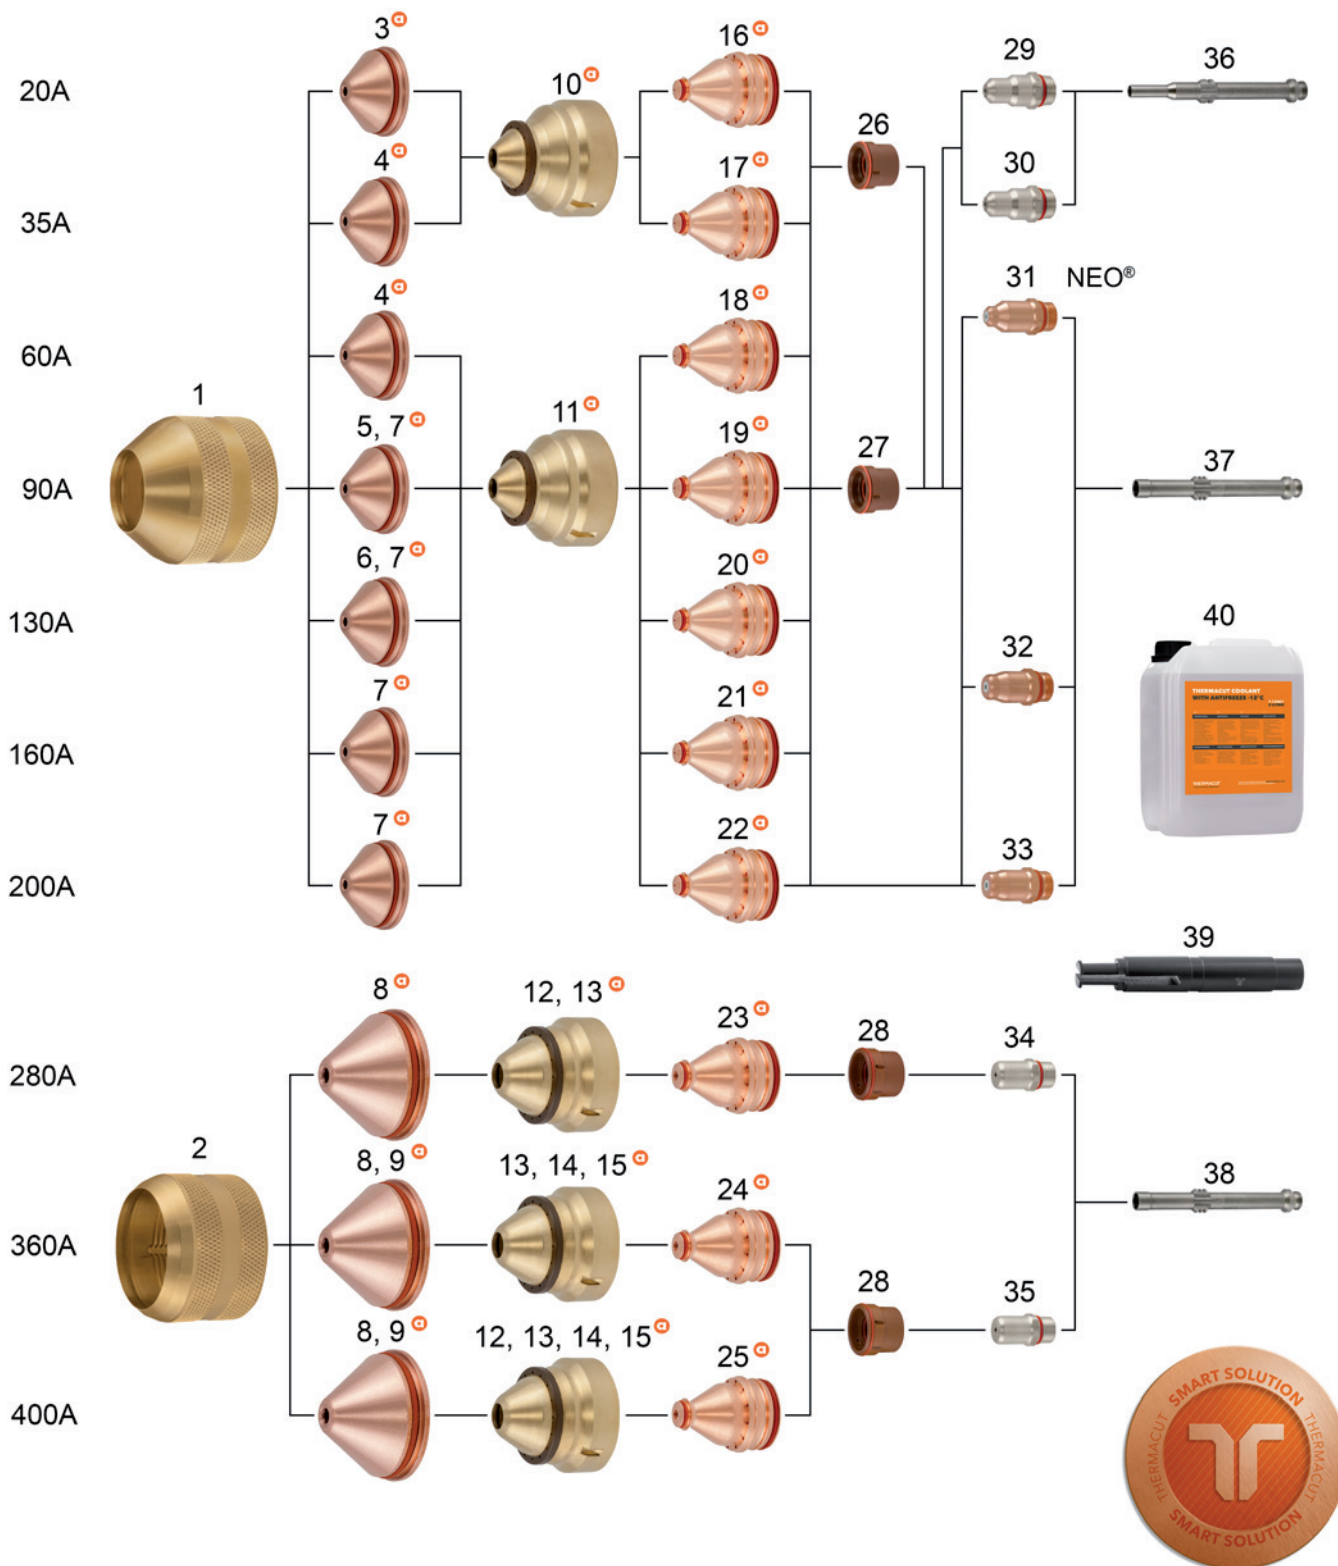 3 16 29 36
20A 10 26
4 17 30
35A
4 18 31 NEO®
60A
1 11 27
5, 7 19 37
90A
6, 7 20 40
130A 32
THERMACUT COOLANT
WITH ANTIFREEZE -12°C
7 21
160A
7 22 33
200A
39
8 12, 13 23 28 34
280A
2 8, 9 13, 14, 15 24 38
360A
28 35
8, 9 12, 13, 14, 15 25
400A
SMART SOLUTION
THERMACUT
THERMACUT
SMART SOLUTION